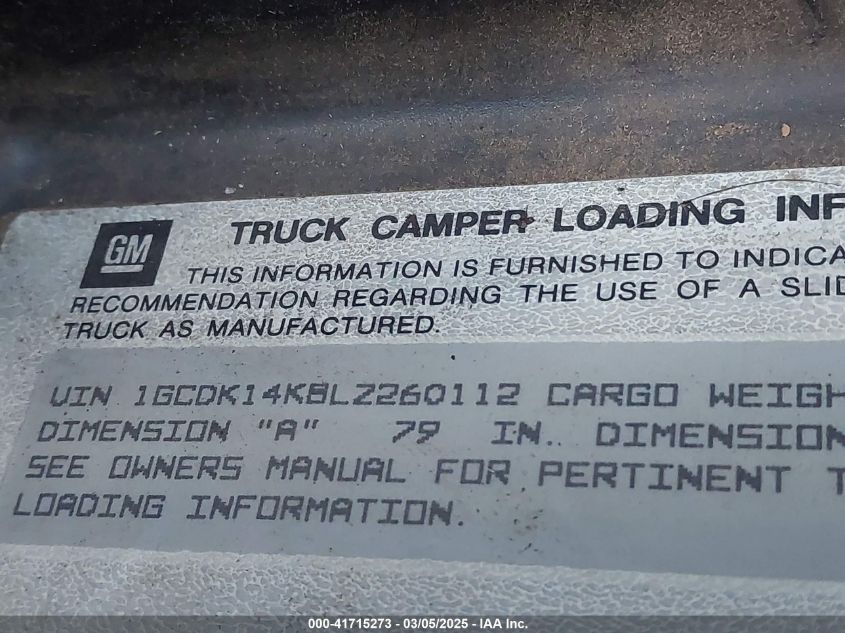 GM
TRUCK CAMPER LOADING INF
THIS INFORMATION IS FURNISHED TO INDICA
RECOMMENDATION REGARDING THE USE OF A SLID
TRUCK AS MANUFACTURED.
VIN 1GCDK14K8LZ260112 CARGO WEIGH
DIMENSION "A" 79 IN.. DIMENSION
SEE OWNERS MANUAL FOR PERTINENT T
LOADING INFORMATION.
000-41715273 - 03/05/2025 - IAA Inc.